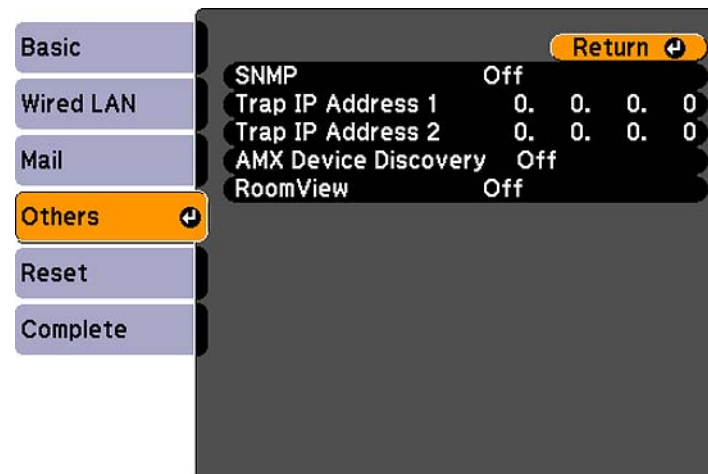 Basic
Wired LAN
Mail
Others
Reset
Complete
Return
SNMP Off
Trap IP Address 1 0. 0. 0. 0
Trap IP Address 2 0. 0. 0. 0
AMX Device Discovery Off
RoomView Off